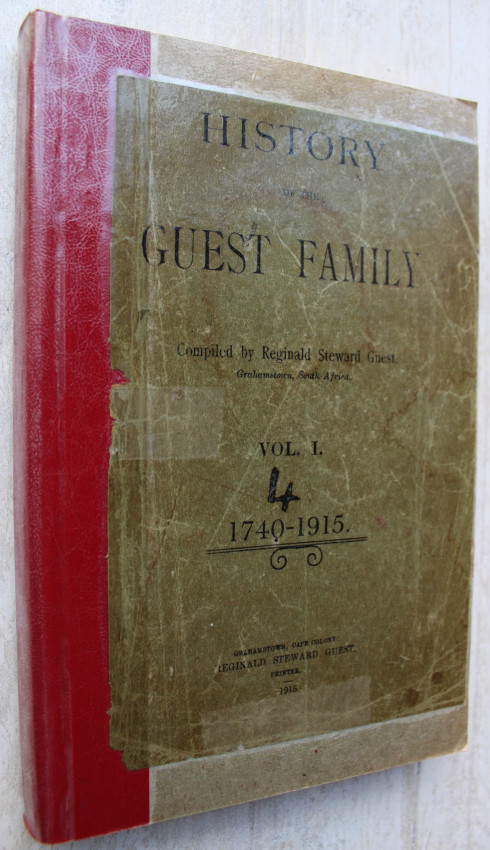 HISTORY
OF THE
GUEST FAMILY
Compiled by Reginald Steward Guest
Grahamstown, South Africa.
VOL. I.
4
1740-1915.
GRAHAMSTOWN, CAPE COLONY
REGINALD STEWARD GUEST,
PRINTER.
1915